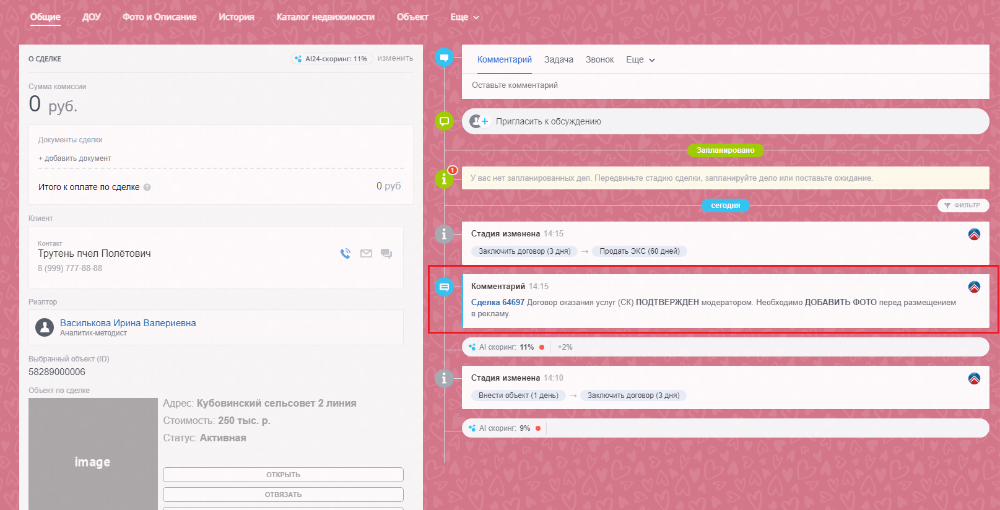 Общие ДОУ Фото и Описание История Каталог недвижимости Объект Еще
О СДЕЛКЕ
AI24-скоринг: 11% изменить
Сумма комиссии
0 руб.
Документы сделки
+ добавить документ
Итого к оплате по сделке ? 0 руб.
Клиент
Контакт
Трутень пчел Полётович
8 (999) 777-88-88
Риэлтор
Василькова Ирина Валериевна
Аналитик-методист
Выбранный объект (ID)
58289000006
Объект по сделке
image
Адрес: Кубовинский сельсовет 2 линия
Стоимость: 250 тыс. р.
Статус: Активная
ОТКРЫТЬ
ОТВЯЗАТЬ
Комментарий Задача Звонок Еще
Оставьте комментарий
Пригласить к обсуждению
Запланировано
1
У вас нет запланированных дел. Передвиньте стадию сделки, запланируйте дело или поставьте ожидание.
сегодня
ФИЛЬТР
Стадия изменена 14:15
Заключить договор (3 дня) → Продать ЭКС (60 дней)
Комментарий 14:15
Сделка 64697 Договор оказания услуг (СК) ПОДТВЕРЖДЕН модератором. Необходимо ДОБАВИТЬ ФОТО перед размещением
в рекламу.
AI скоринг: 11% +2%
Стадия изменена 14:10
Внести объект (1 день) → Заключить договор (3 дня)
AI скоринг: 9%